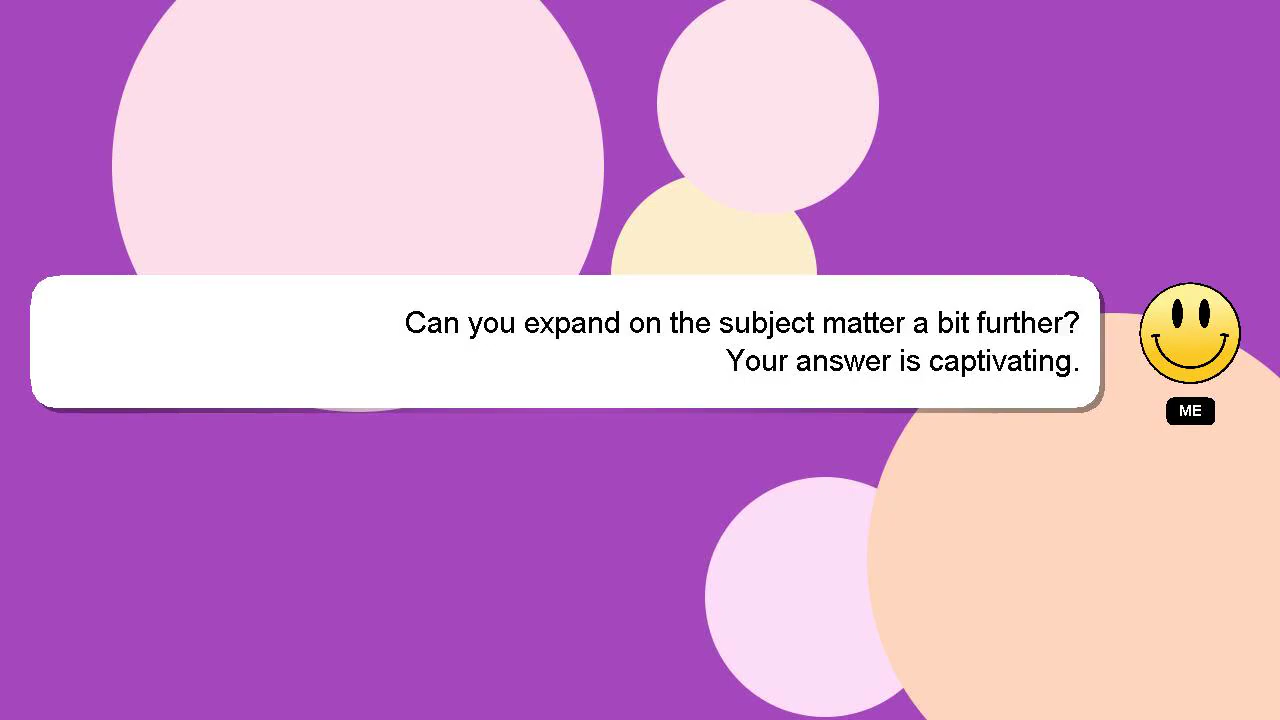 Can you expand on the subject matter a bit further?
Your answer is captivating.
ME